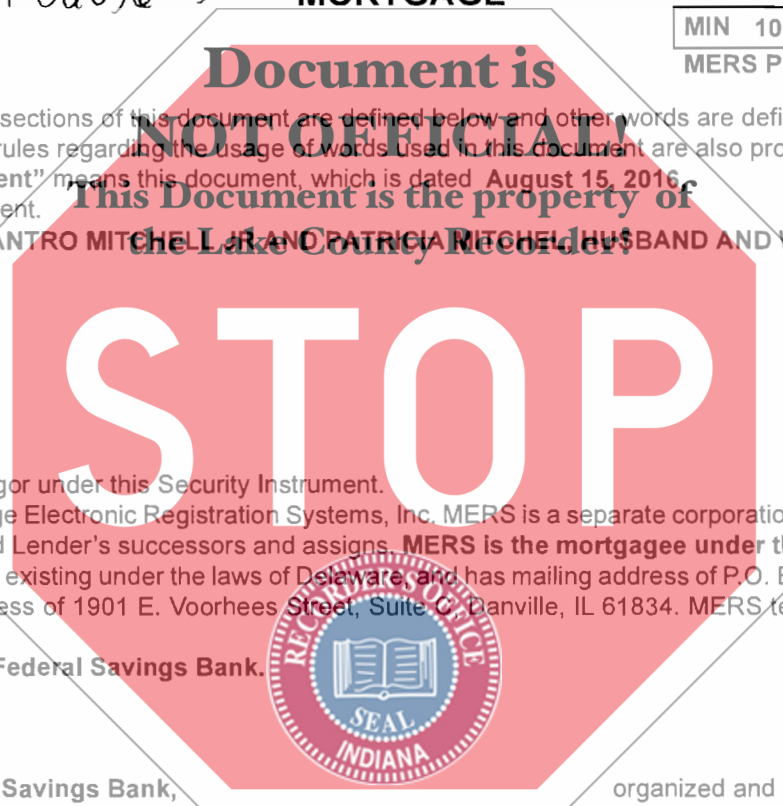 MORTGAGE
MIN 10
MERS P
Document is
sections of this document are defined below and other words are defi
NOT OFFICIAL!
rules regarding the usage of words used in this document are also pro
ent" means this document, which is dated August 15, 2016,
This Document is the property of
ent.
ANTRO MITCHELL JR AND PATRICIA MITCHEL, HUSBAND AND
the Lake County Recorder!
STOP
gor under this Security Instrument.
ge Electronic Registration Systems, Inc. MERS is a separate corporatio
d Lender's successors and assigns. MERS is the mortgagee under t
existing under the laws of Delaware, and has mailing address of P.O.
ess of 1901 E. Voorhees Street, Suite C, Danville, IL 61834. MERS te
RECORDER'S OFFICE
Federal Savings Bank.
SEAL
INDIANA
Savings Bank,
organized and